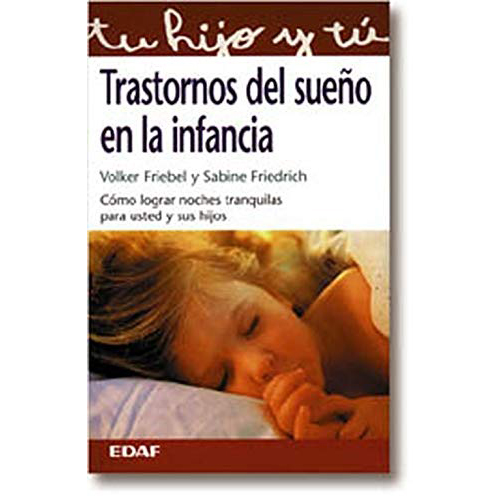 tu hijo y tú
Trastornos del sueño
en la infancia
Volker Friebel y Sabine Friedrich
Cómo lograr noches tranquilas
para usted y sus hijos
EDAF